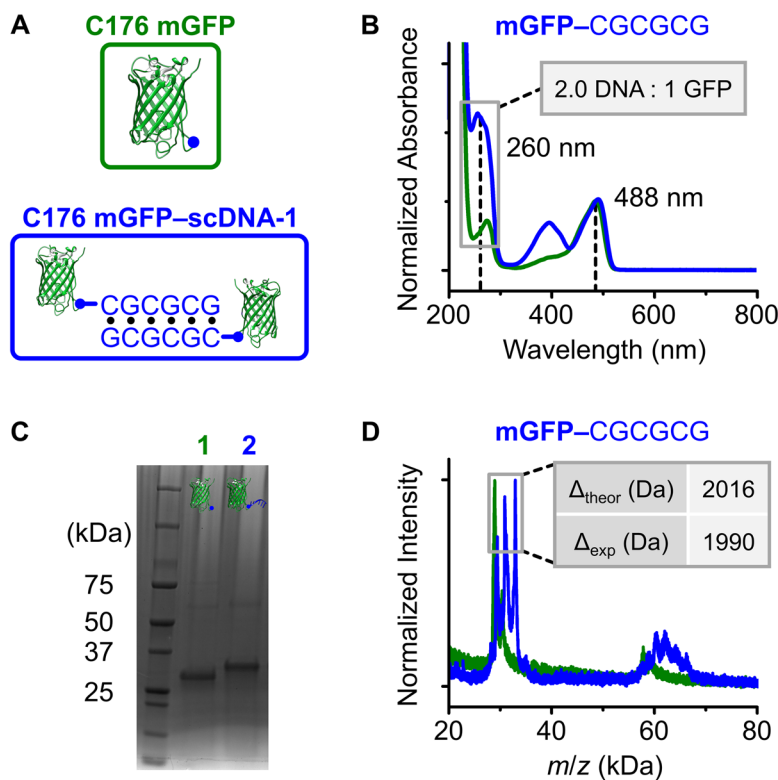 A
C176 mGFP
C176 mGFP–scDNA-1
CGCGCG
GCGCGC
B
mGFP–CGCGCG
Normalized Absorbance
2.0 DNA : 1 GFP
260 nm
488 nm
200 400 600 800
Wavelength (nm)
C
1 2
(kDa)
75
50
37
25
D
mGFP–CGCGCG
Normalized Intensity
Δtheor (Da) 2016
Δexp (Da) 1990
20 40 60 80
m/z (kDa)